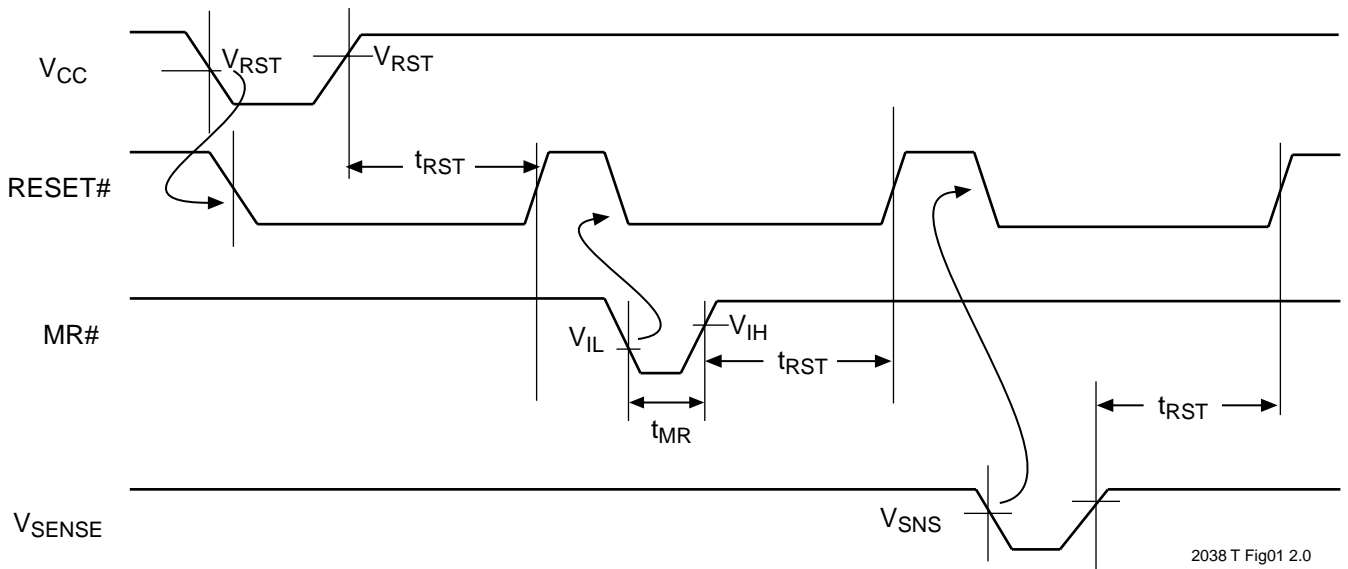 VCC
VRST
VRST
RESET#
tRST
MR#
VIL
VIH
tRST
tMR
tRST
VSENSE
VSNS
2038 T Fig01 2.0